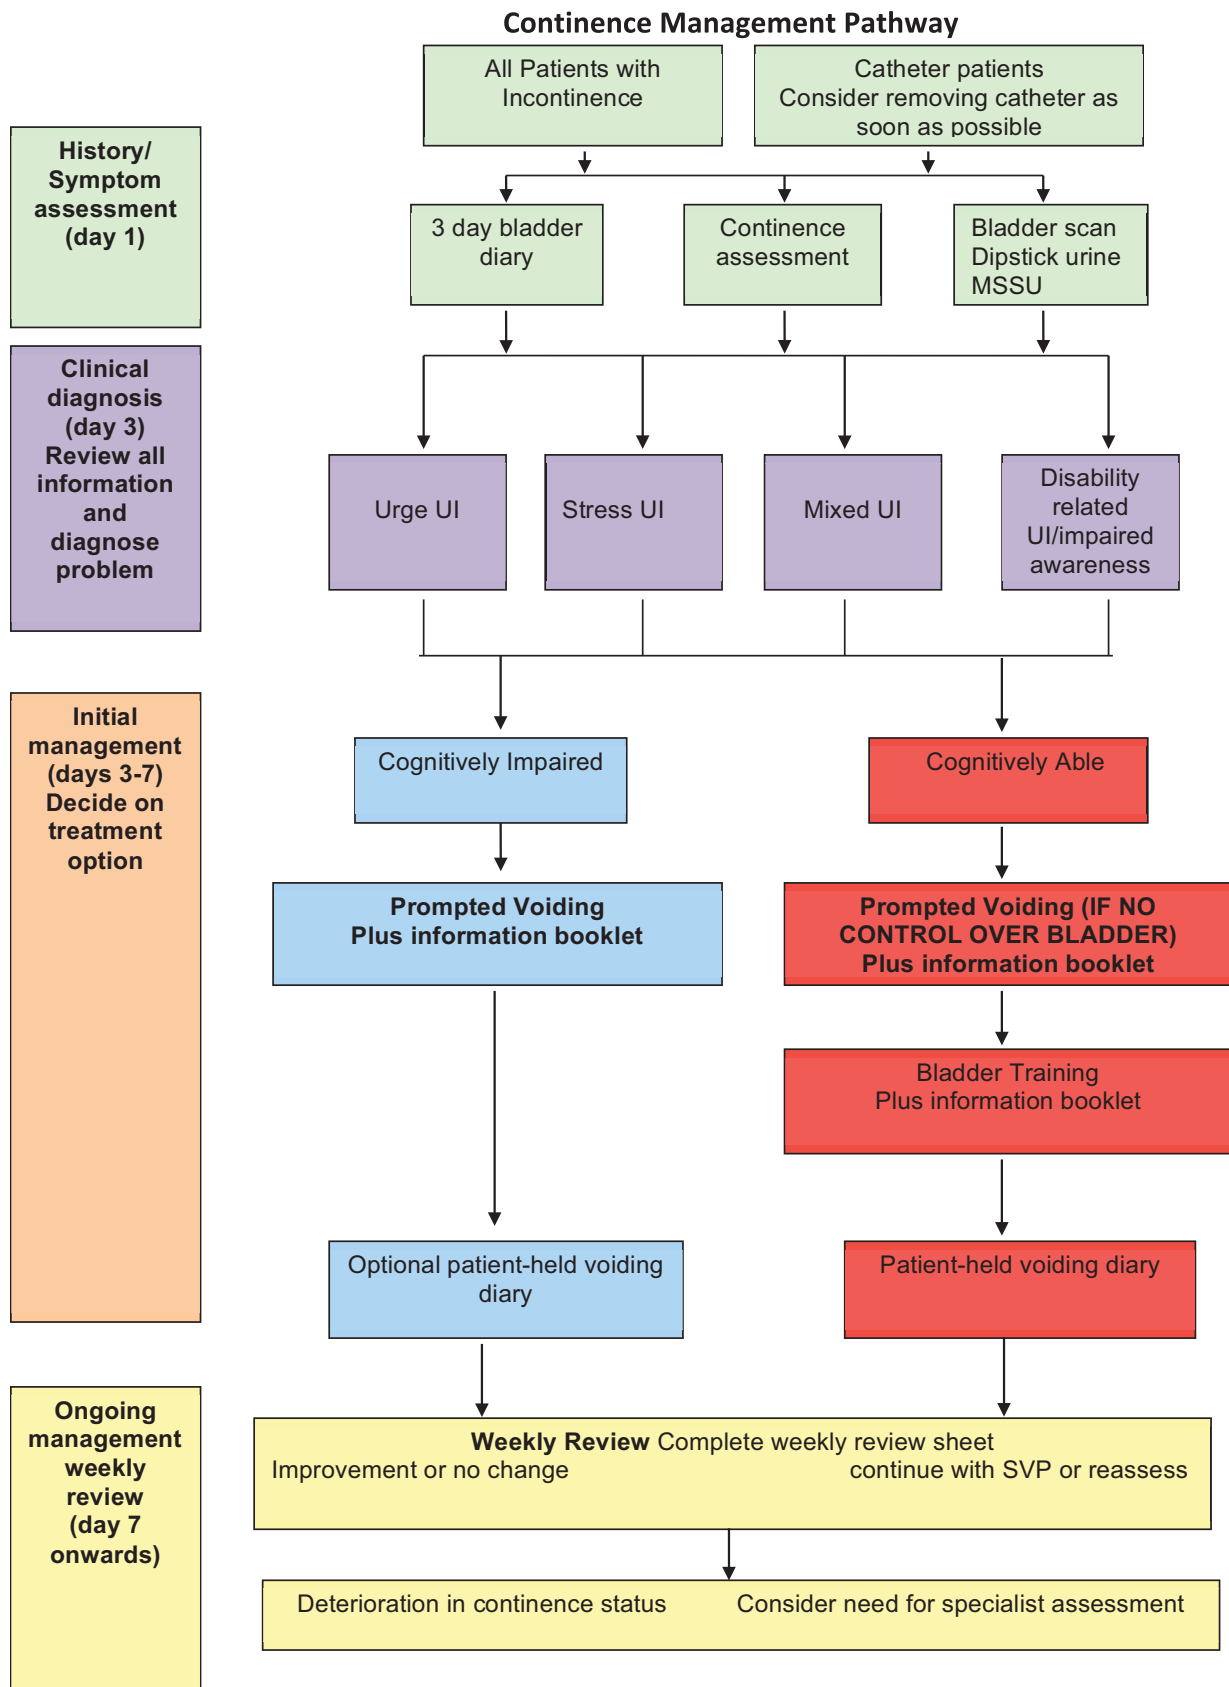 Continence Management Pathway
All Patients with
Incontinence
Catheter patients
Consider removing catheter as
soon as possible
History/
Symptom
assessment
(day 1)
3 day bladder
diary
Continence
assessment
Bladder scan
Dipstick urine
MSSU
Clinical
diagnosis
(day 3)
Review all
information
and
diagnose
problem
Urge UI
Stress UI
Mixed UI
Disability
related
UI/impaired
awareness
Initial
management
(days 3-7)
Decide on
treatment
option
Cognitively Impaired
Cognitively Able
Prompted Voiding
Plus information booklet
Prompted Voiding (IF NO
CONTROL OVER BLADDER)
Plus information booklet
Bladder Training
Plus information booklet
Optional patient-held voiding
diary
Patient-held voiding diary
Ongoing
management
weekly
review
(day 7
onwards)
Weekly Review Complete weekly review sheet
Improvement or no change continue with SVP or reassess
Deterioration in continence status Consider need for specialist assessment